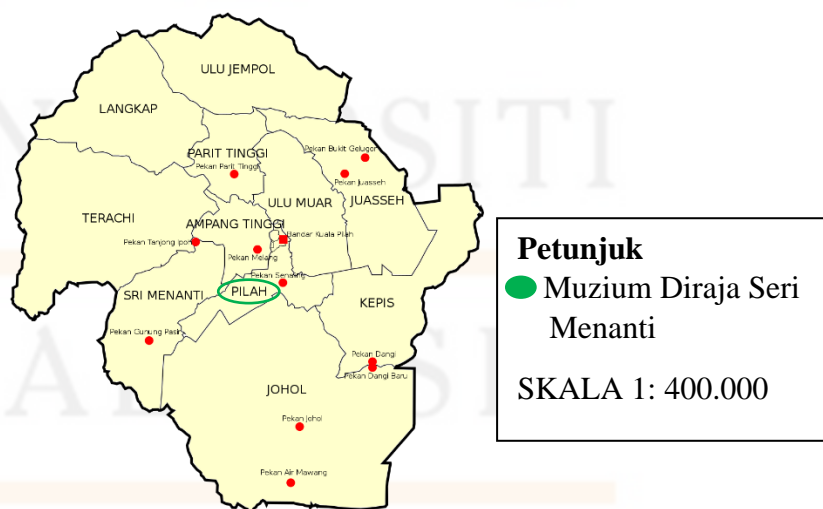 ULU JEMPOL
LANGKAP
PARIT TINGGI
Pekan Parit Tinggi
Pekan Bukit Gelugor
Pekan Juasseh
ULU MUAR
JUASSEH
TERACHI
AMPANG TINGGI
Pekan Tanjong Ipoh
Bandar Kuala Pilah
Pekan Melang
Pekan Senaling
SRI MENANTI
PILAH
KEPIS
Pekan Gunung Pasir
Pekan Dangi
Pekan Dangi Baru
JOHOL
Pekan Johol
Pekan Air Mawang
Petunjuk
Muzium Diraja Seri
Menanti
SKALA 1: 400.000